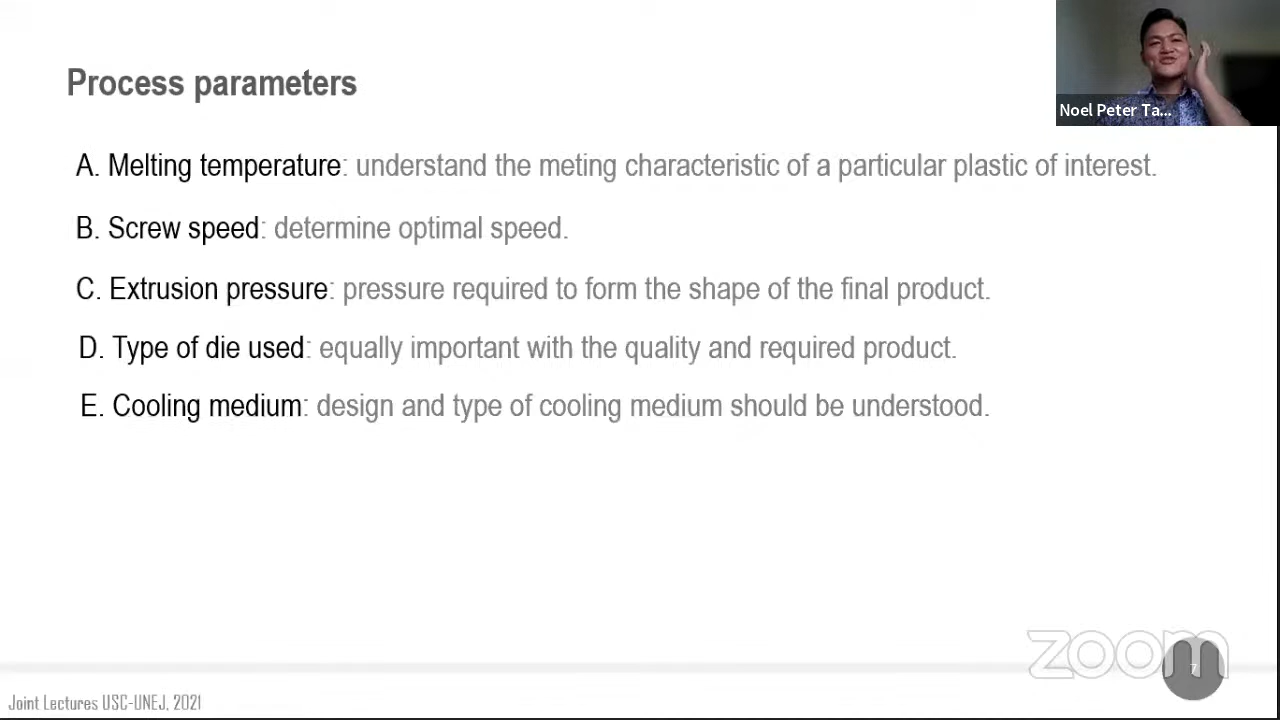 Process parameters
Noel Peter Ta...
A. Melting temperature: understand the meting characteristic of a particular plastic of interest.
B. Screw speed: determine optimal speed.
C. Extrusion pressure: pressure required to form the shape of the final product.
D. Type of die used: equally important with the quality and required product.
E. Cooling medium: design and type of cooling medium should be understood.
zoom
7
Joint Lectures USC-UNEJ, 2021